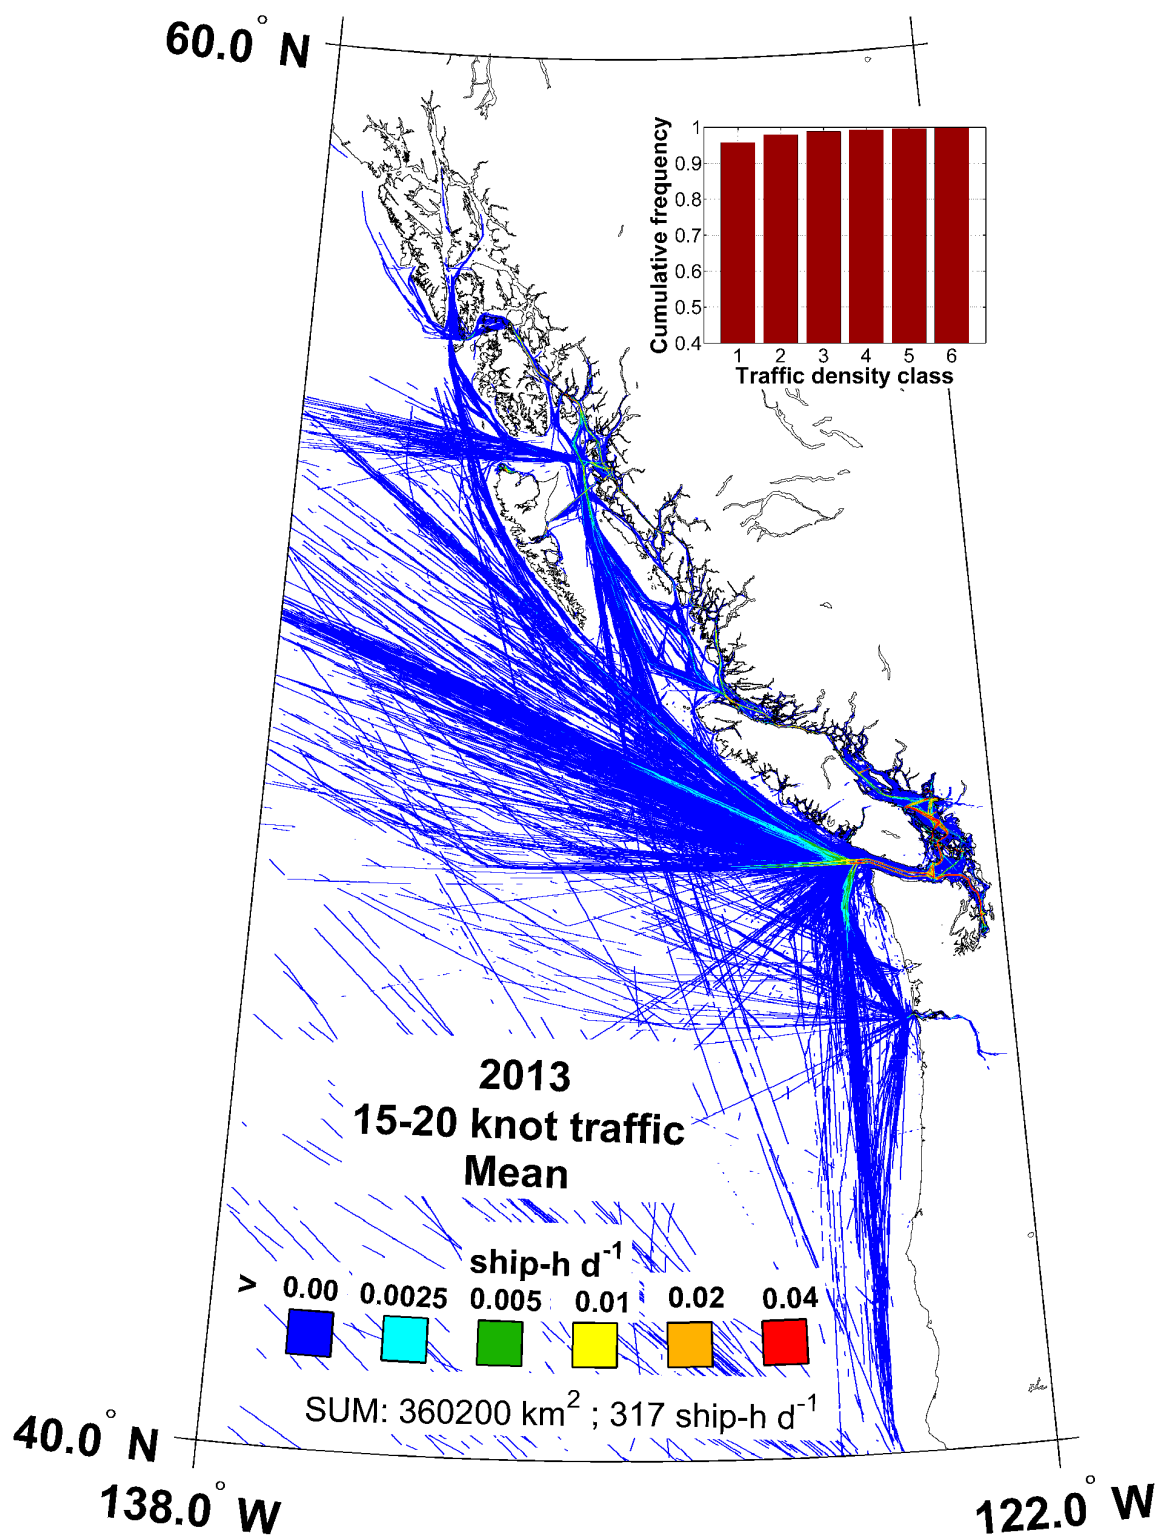 60.0° N
Cumulative frequency
1
0.9
0.8
0.7
0.6
0.5
0.4
1 2 3 4 5 6
Traffic density class
2013
15-20 knot traffic
Mean
ship-h d⁻¹
> 0.00 0.0025 0.005 0.01 0.02 0.04
SUM: 360200 km² ; 317 ship-h d⁻¹
40.0° N
138.0° W
122.0° W